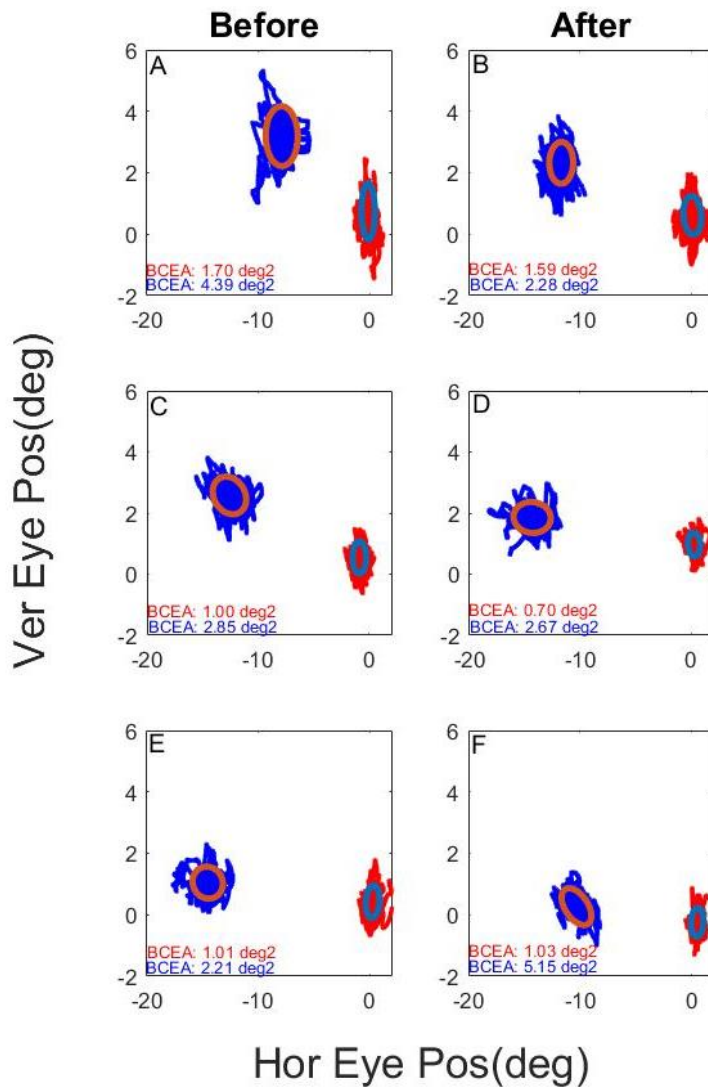 Before
After
A
6
4
2
0
-2
-20
-10
0
BCEA: 1.70 deg2
BCEA: 4.39 deg2
B
6
4
2
0
-2
-20
-10
0
BCEA: 1.59 deg2
BCEA: 2.28 deg2
C
6
4
2
0
-2
-20
-10
0
BCEA: 1.00 deg2
BCEA: 2.85 deg2
D
6
4
2
0
-2
-20
-10
0
BCEA: 0.70 deg2
BCEA: 2.67 deg2
E
6
4
2
0
-2
-20
-10
0
BCEA: 1.01 deg2
BCEA: 2.21 deg2
F
6
4
2
0
-2
-20
-10
0
BCEA: 1.03 deg2
BCEA: 5.15 deg2
Ver Eye Pos(deg)
Hor Eye Pos(deg)